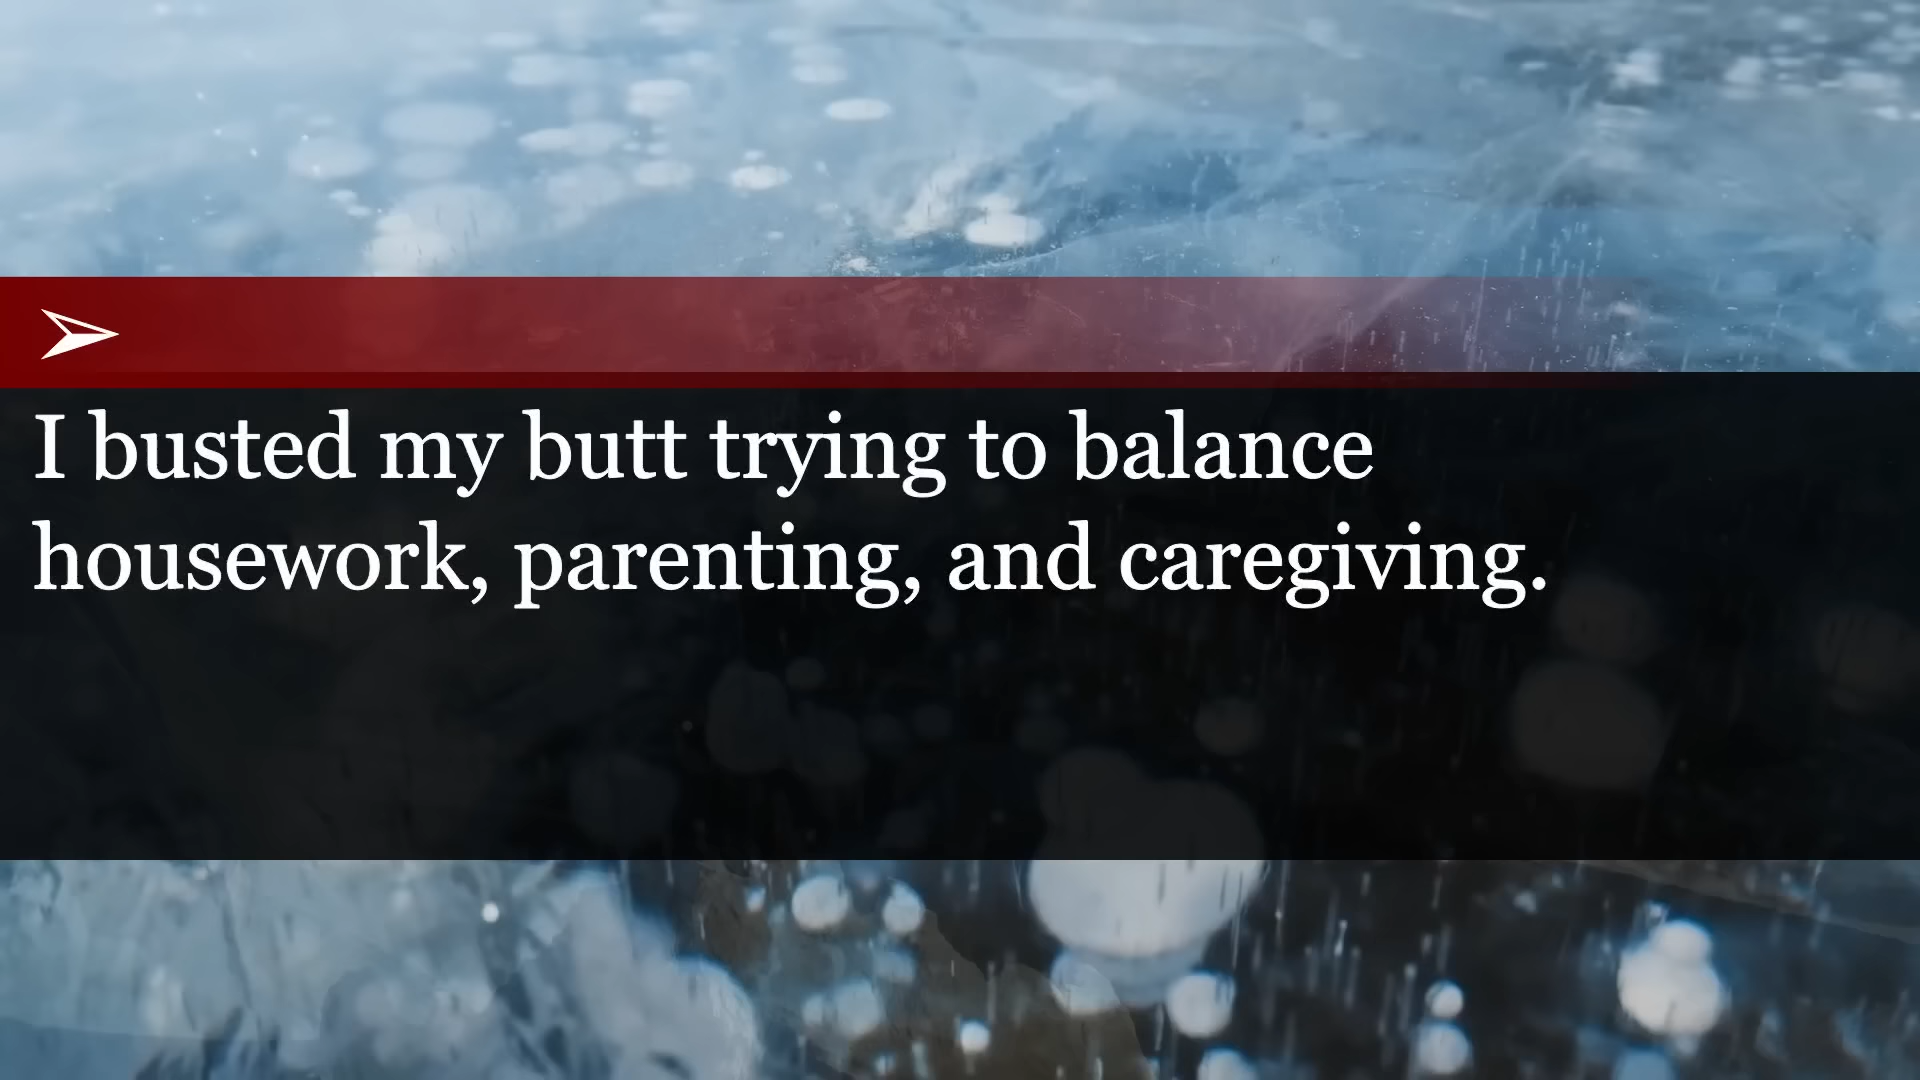 I busted my butt trying to balance
housework, parenting, and caregiving.